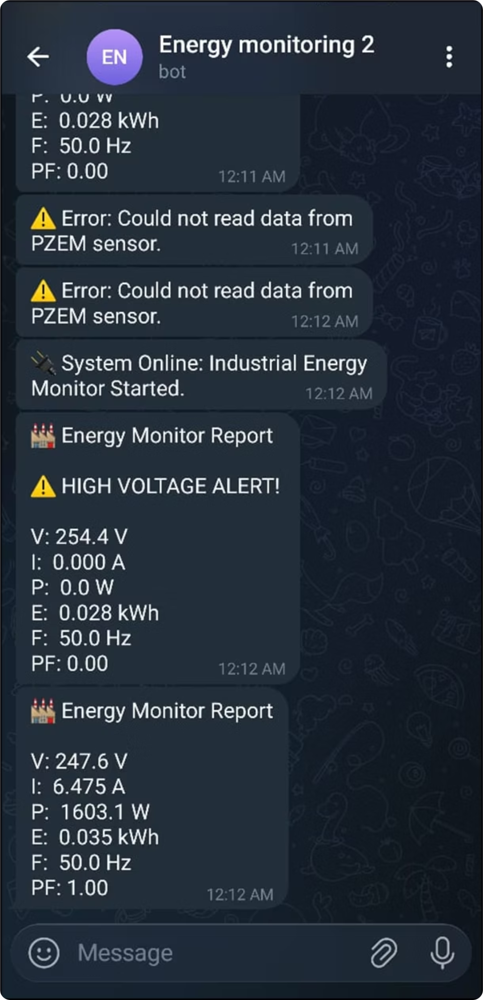 EN
Energy monitoring 2
bot
P: 0.0 W
E: 0.028 kWh
F: 50.0 Hz
PF: 0.00
12:11 AM
⚠️ Error: Could not read data from
PZEM sensor.
12:11 AM
⚠️ Error: Could not read data from
PZEM sensor.
12:12 AM
🔌 System Online: Industrial Energy
Monitor Started.
12:12 AM
🏭 Energy Monitor Report
⚠️ HIGH VOLTAGE ALERT!
V: 254.4 V
I: 0.000 A
P: 0.0 W
E: 0.028 kWh
F: 50.0 Hz
PF: 0.00
12:12 AM
🏭 Energy Monitor Report
V: 247.6 V
I: 6.475 A
P: 1603.1 W
E: 0.035 kWh
F: 50.0 Hz
PF: 1.00
12:12 AM
Message